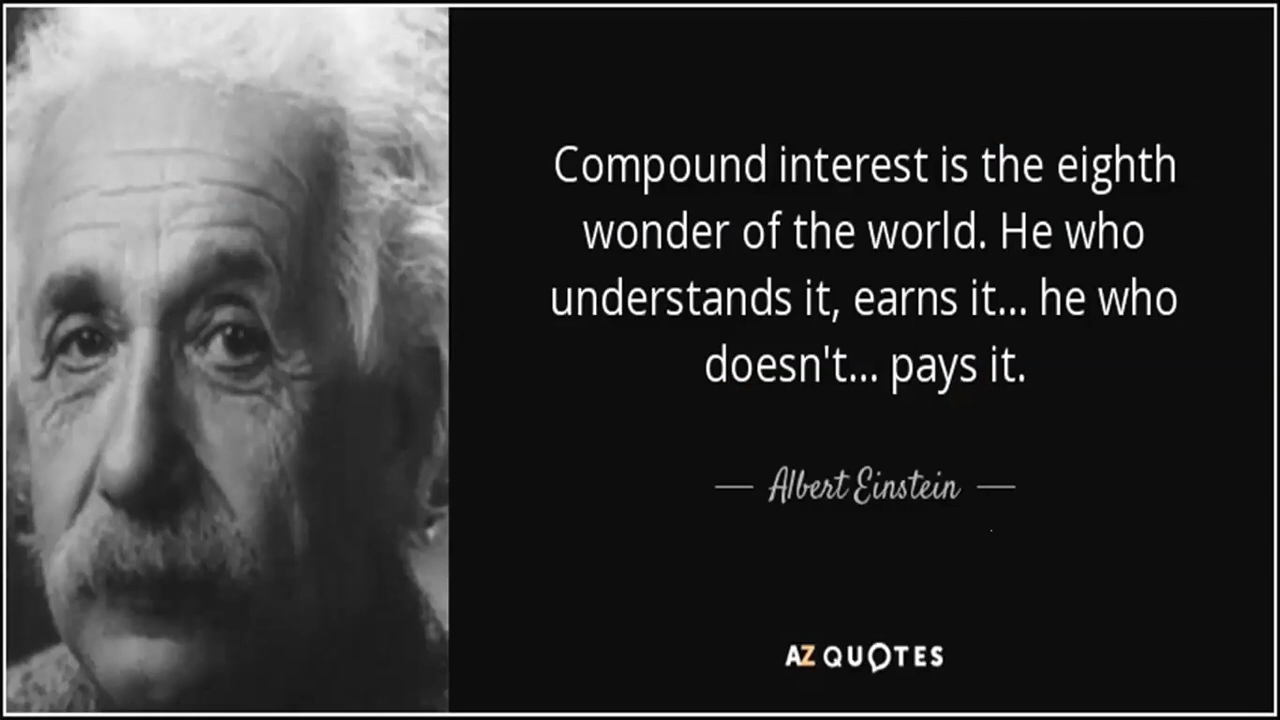 Compound interest is the eighth
wonder of the world. He who
understands it, earns it... he who
doesn't... pays it.
— Albert Einstein —
AZ QUOTES